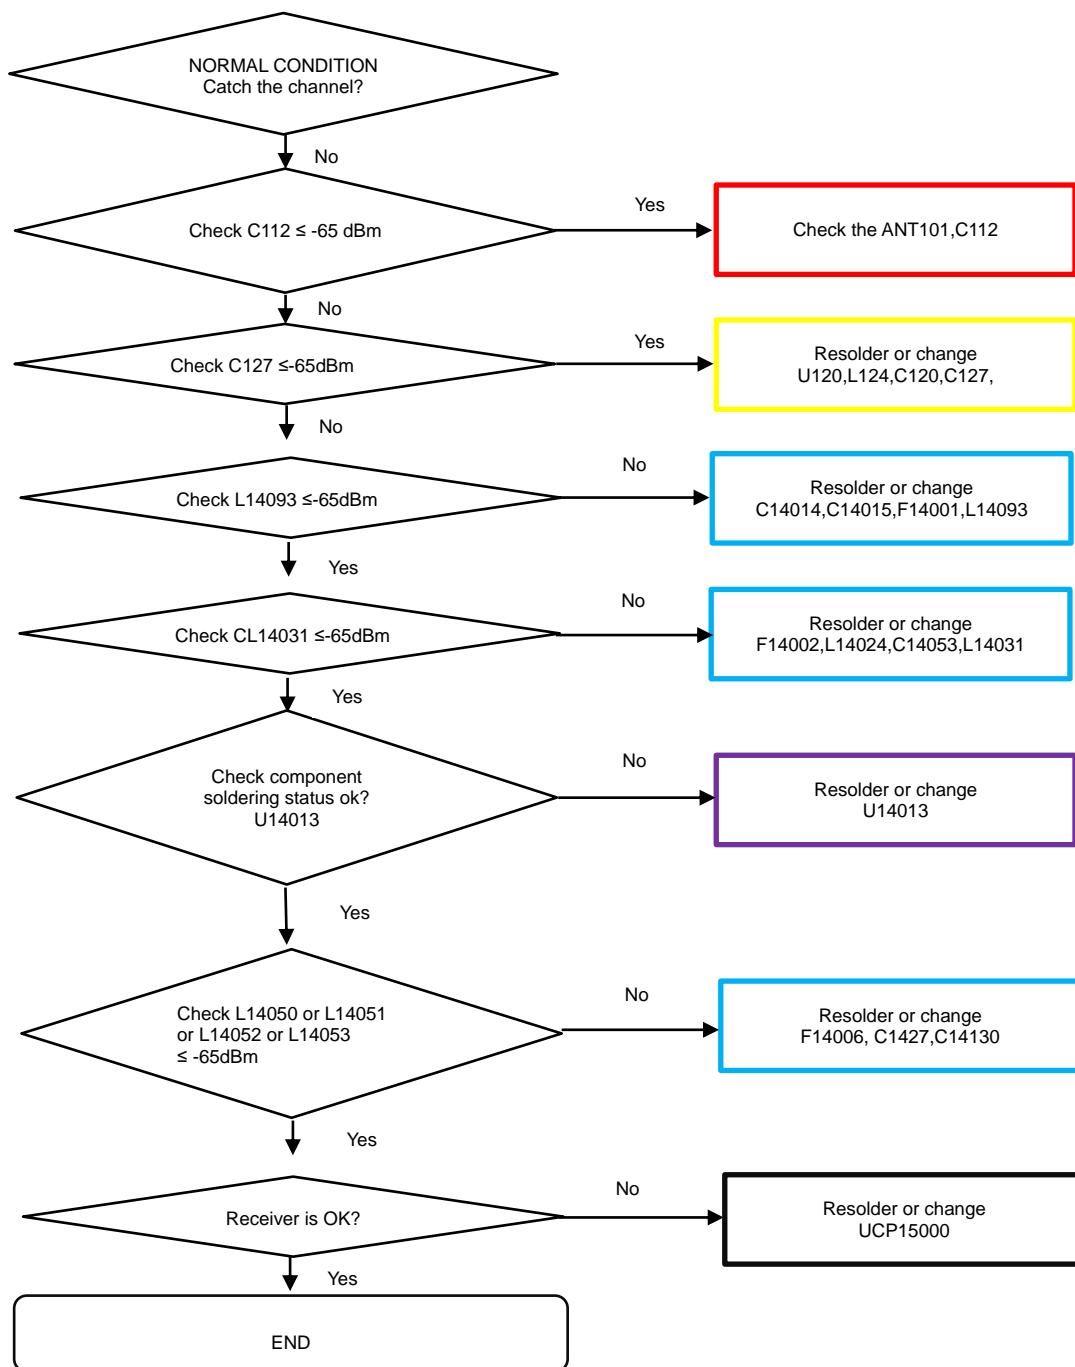 NORMAL CONDITION
Catch the channel?
No
Check C112 ≤ -65 dBm
Yes
Check the ANT101,C112
No
Check C127 ≤-65dBm
Yes
Resolder or change
U120,L124,C120,C127,
No
Check L14093 ≤-65dBm
No
Resolder or change
C14014,C14015,F14001,L14093
Yes
Check CL14031 ≤-65dBm
No
Resolder or change
F14002,L14024,C14053,L14031
Yes
Check component
soldering status ok?
U14013
No
Resolder or change
U14013
Yes
Check L14050 or L14051
or L14052 or L14053
≤ -65dBm
No
Resolder or change
F14006, C1427,C14130
Yes
Receiver is OK?
No
Resolder or change
UCP15000
Yes
END